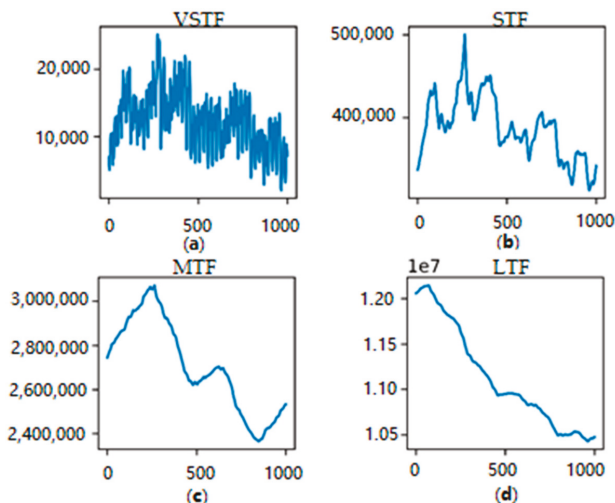 VSTF
20,000
10,000
0 500 1000
(a)
STF
500,000
400,000
0 500 1000
(b)
MTF
3,000,000
2,800,000
2,600,000
2,400,000
0 500 1000
(c)
LTF
1e7
1.20
1.15
1.10
1.05
0 500 1000
(d)